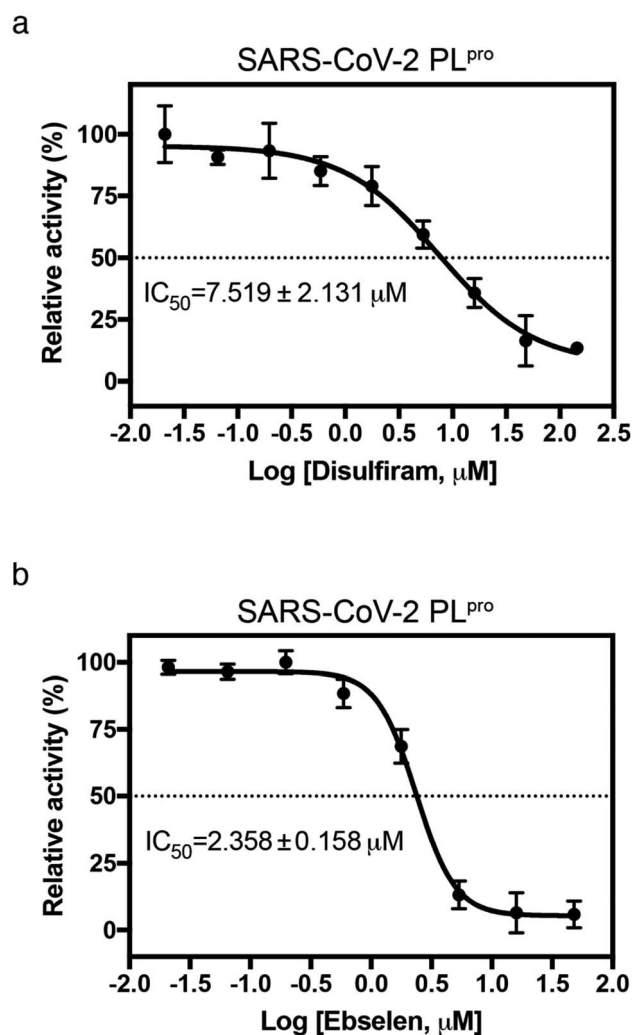 a
SARS-CoV-2 PLpro
Relative activity (%)
100
75
50
25
0
IC50=7.519 ± 2.131 μM
-2.0 -1.5 -1.0 -0.5 0.0 0.5 1.0 1.5 2.0 2.5
Log [Disulfiram, μM]
b
SARS-CoV-2 PLpro
Relative activity (%)
100
75
50
25
0
IC50=2.358 ± 0.158 μM
-2.0 -1.5 -1.0 -0.5 0.0 0.5 1.0 1.5 2.0
Log [Ebselen, μM]